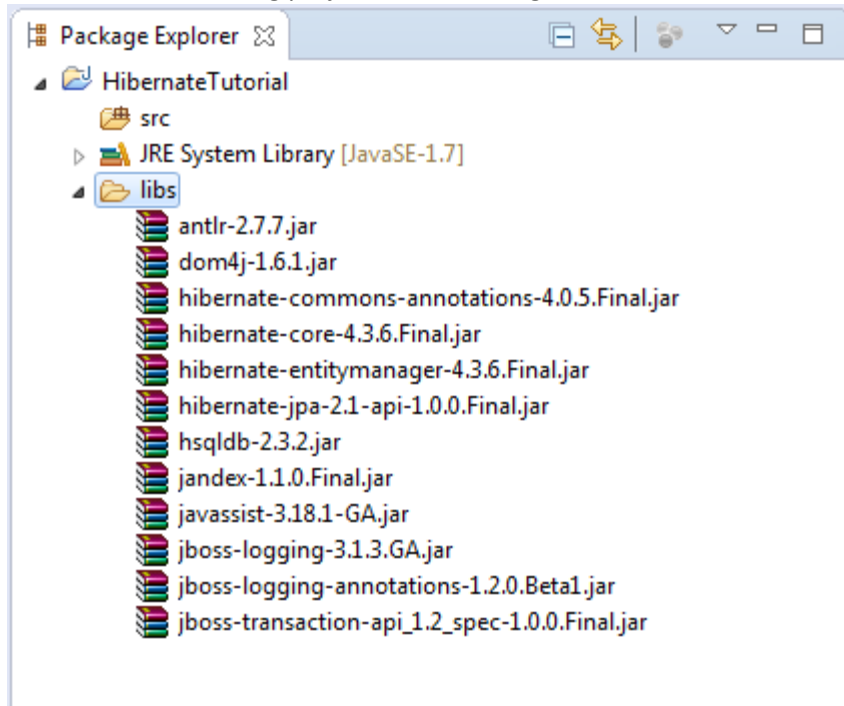 Package Explorer
HibernateTutorial
src
JRE System Library [JavaSE-1.7]
libs
antlr-2.7.7.jar
dom4j-1.6.1.jar
hibernate-commons-annotations-4.0.5.Final.jar
hibernate-core-4.3.6.Final.jar
hibernate-entitymanager-4.3.6.Final.jar
hibernate-jpa-2.1-api-1.0.0.Final.jar
hsqldb-2.3.2.jar
jandex-1.1.0.Final.jar
javassist-3.18.1-GA.jar
jboss-logging-3.1.3.GA.jar
jboss-logging-annotations-1.2.0.Beta1.jar
jboss-transaction-api_1.2_spec-1.0.0.Final.jar